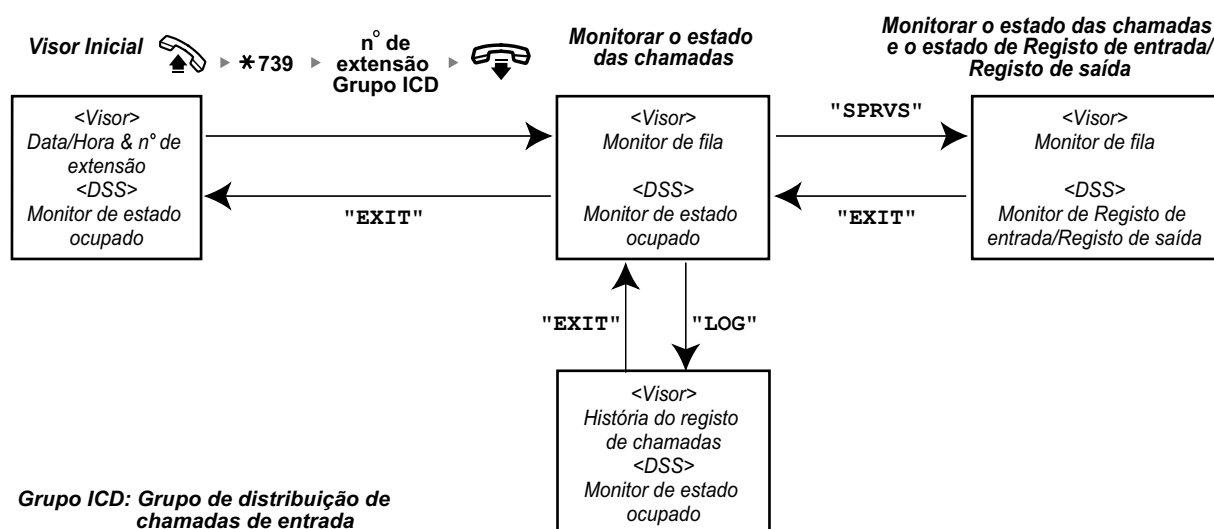 Visor Inicial
*739
n° de
extensão
Grupo ICD
Monitorar o estado
das chamadas
Monitorar o estado das chamadas
e o estado de Registo de entrada/
Registo de saída
<Visor>
Data/Hora & n° de
extensão
<DSS>
Monitor de estado
ocupado
"EXIT"
<Visor>
Monitor de fila
<DSS>
Monitor de estado
ocupado
"SPRVS"
"EXIT"
<Visor>
Monitor de fila
<DSS>
Monitor de Registo de
entrada/Registo de saída
"EXIT"
"LOG"
<Visor>
História do registo
de chamadas
<DSS>
Monitor de estado
ocupado
Grupo ICD: Grupo de distribuição de
chamadas de entrada